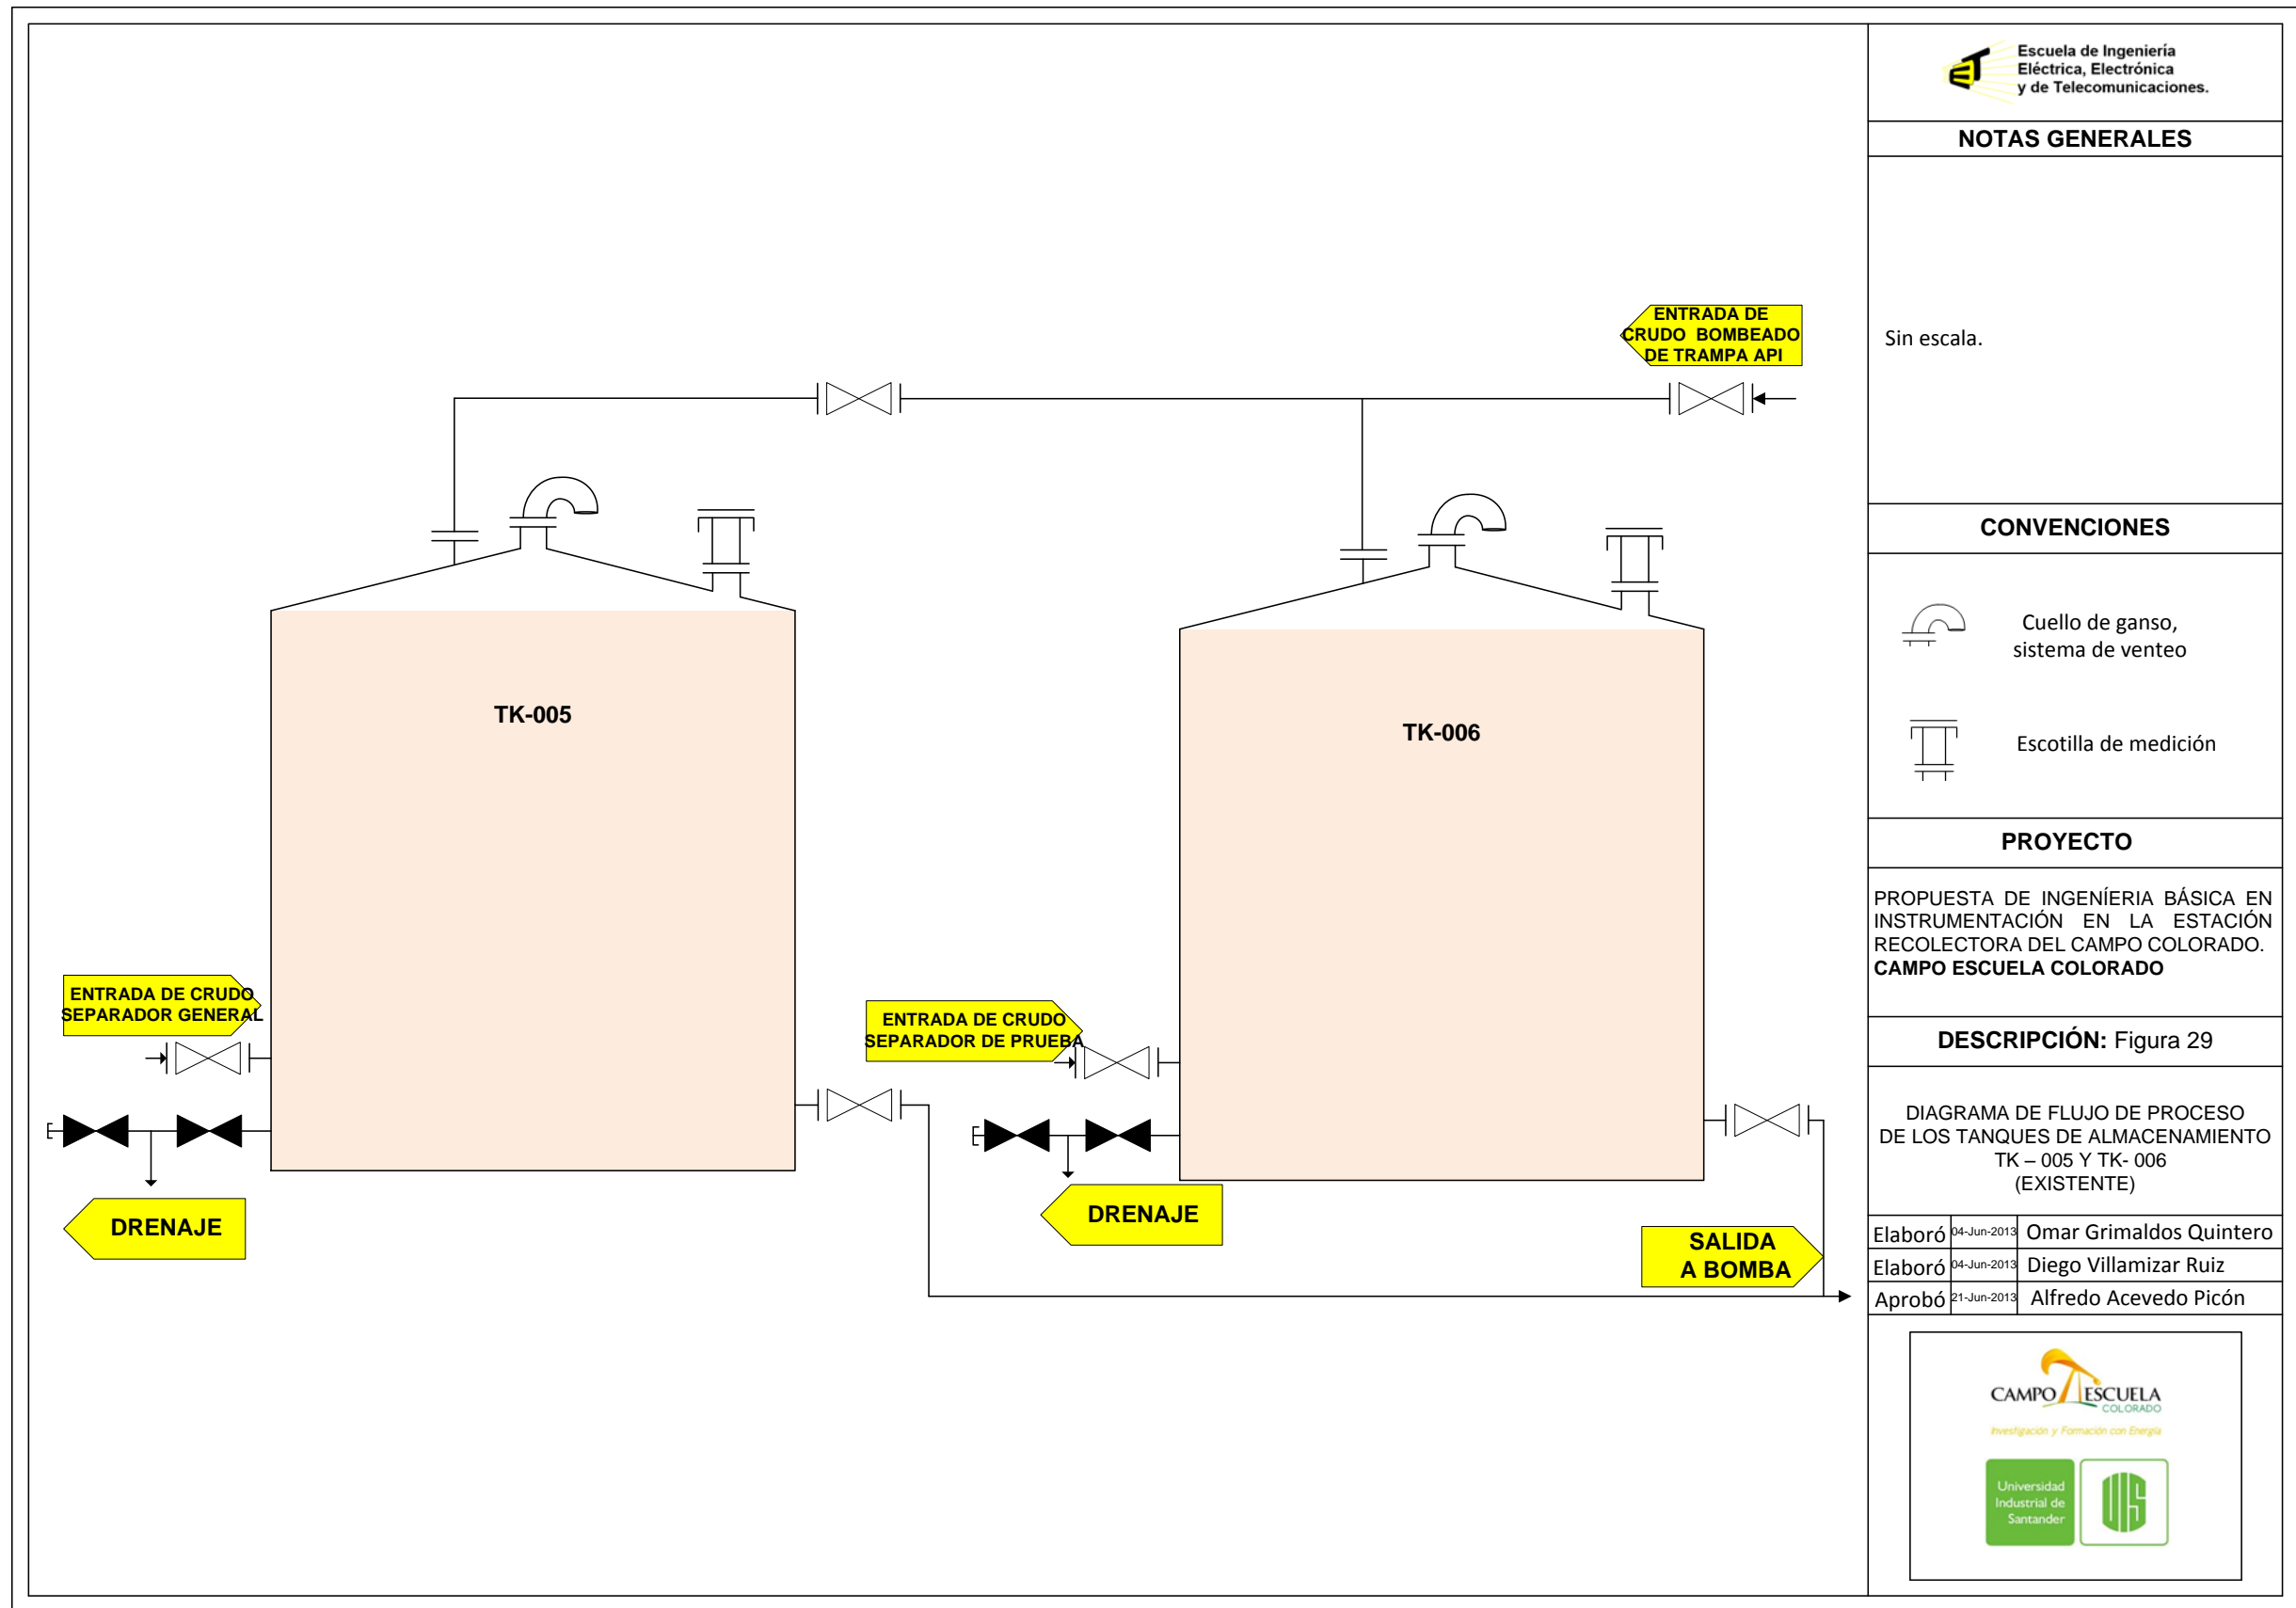 ENTRADA DE
CRUDO BOMBEADO
DE TRAMPA API
TK-005
TK-006
ENTRADA DE CRUDO
SEPARADOR GENERAL
ENTRADA DE CRUDO
SEPARADOR DE PRUEBA
DRENAJE
DRENAJE
SALIDA
A BOMBA
Escuela de Ingeniería
Eléctrica, Electrónica
y de Telecomunicaciones.
NOTAS GENERALES
Sin escala.
CONVENCIONES
Cuello de ganso,
sistema de venteo
Escotilla de medición
PROYECTO
PROPUESTA DE INGENÍERIA BÁSICA EN
INSTRUMENTACIÓN EN LA ESTACIÓN
RECOLECTORA DEL CAMPO COLORADO.
CAMPO ESCUELA COLORADO
DESCRIPCIÓN: Figura 29
DIAGRAMA DE FLUJO DE PROCESO
DE LOS TANQUES DE ALMACENAMIENTO
TK – 005 Y TK- 006
(EXISTENTE)
Elaboró 04-Jun-2013 Omar Grimaldos Quintero
Elaboró 04-Jun-2013 Diego Villamizar Ruiz
Aprobó 21-Jun-2013 Alfredo Acevedo Picón
CAMPO ESCUELA
COLORADO
Investigación y Formación con Energía
Universidad
Industrial de
Santander
UIS